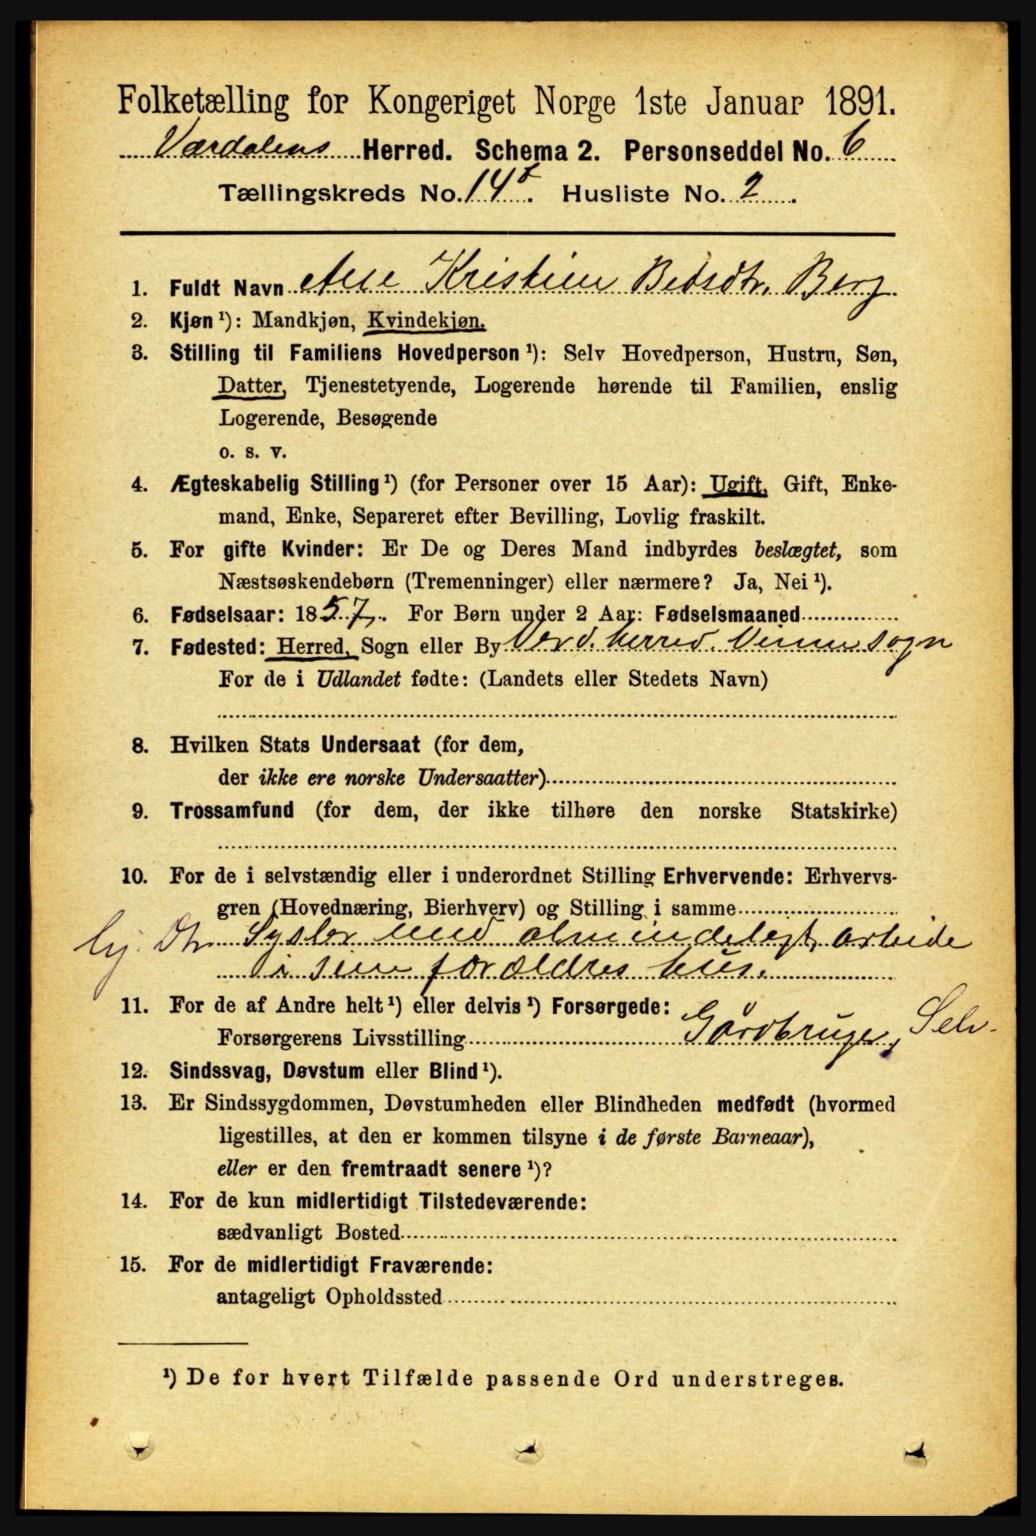 Folketælling for Kongeriget Norge 1ste Januar 1891.
Værdalens Herred. Schema 2. Personseddel No. 6
Tællingskreds No. 14 Husliste No. 2.
1. Fuldt Navn Kristine Berg
2. Kjøn¹): Mandkjøn, Kvindekjøn.
3. Stilling til Familiens Hovedperson¹): Selv Hovedperson, Hustru, Søn,
Datter, Tjenestetyende, Logerende hørende til Familien, enslig
Logerende, Besøgende
o. s. v.
4. Ægteskabelig Stilling¹) (for Personer over 15 Aar): Ugift, Gift, Enke-
mand, Enke, Separeret efter Bevilling, Lovlig fraskilt.
5. For gifte Kvinder: Er De og Deres Mand indbyrdes beslægtet, som
Næstsøskendebørn (Tremenninger) eller nærmere? Ja, Nei¹).
6. Fødselsaar: 1857. For Børn under 2 Aar: Fødselsmaaned
7. Fødested: Herred, Sogn eller By Verd. herred. Vinne sogn
For de i Udlandet fødte: (Landets eller Stedets Navn)
8. Hvilken Stats Undersaat (for dem,
der ikke ere norske Undersaatter)
9. Trossamfund (for dem, der ikke tilhøre den norske Statskirke)
10. For de i selvstændig eller i underordnet Stilling Erhvervende: Erhvervs-
gren (Hovednæring, Bierhverv) og Stilling i samme
Dtr Sysler med almindeligt arbeide
i sine forældres hus.
11. For de af Andre helt¹) eller delvis¹) Forsørgede:
Forsørgerens Livsstilling Gårdbruger, Selv-
12. Sindssvag, Døvstum eller Blind¹).
13. Er Sindssygdommen, Døvstumheden eller Blindheden medfødt (hvormed
ligestilles, at den er kommen tilsyne i de første Barneaar),
eller er den fremtraadt senere¹)?
14. For de kun midlertidigt Tilstedeværende:
sædvanligt Bosted
15. For de midlertidigt Fraværende:
antageligt Opholdssted
¹) De for hvert Tilfælde passende Ord understreges.